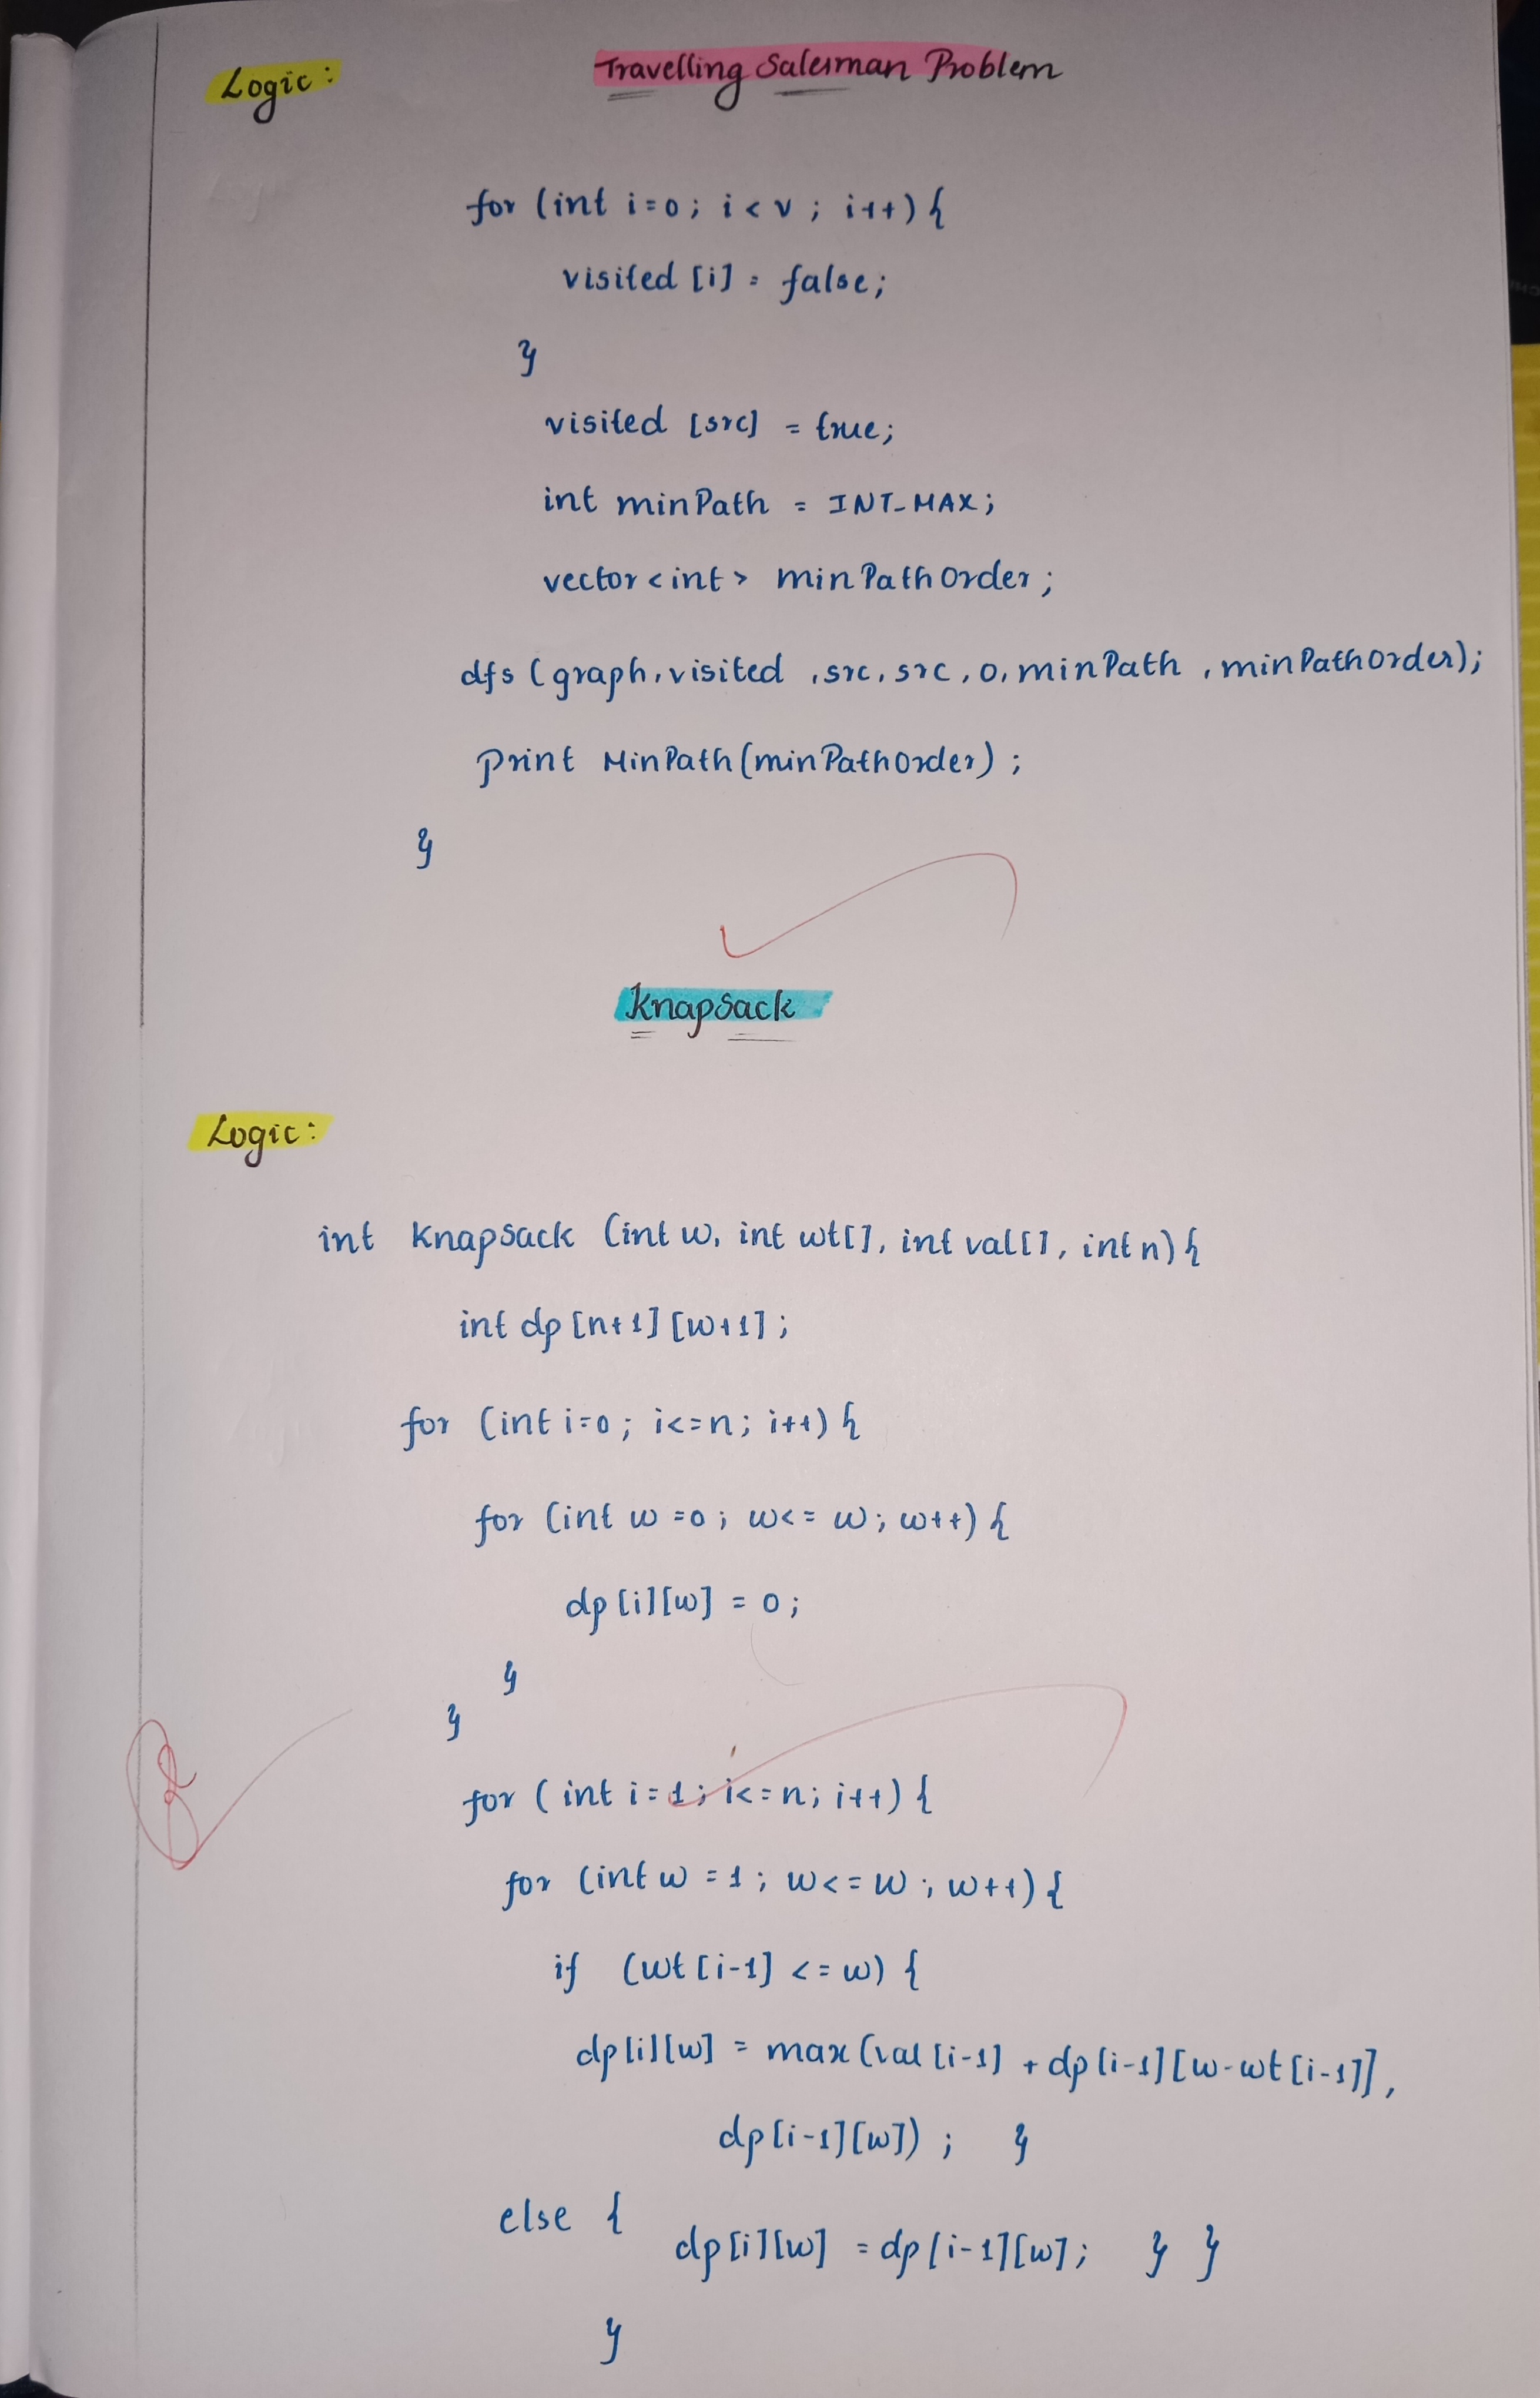 Logic:
Travelling Salesman Problem
for (int i=0; i<v; i++){
visited [i] = false;
}
visited [src] = true;
int minPath = INT_MAX;
vector<int> minPathOrder;
dfs (graph, visited, src, src, 0, minPath, minPathOrder);
print MinPath(minPathOrder);
}
Knapsack
Logic:
int Knapsack (int w, int wt[], int val[], int n){
int dp [n+1] [w+1];
for (int i=0; i<=n; i++){
for (int w=0; w<=w; w++){
dp [i][w] = 0;
}
}
for (int i=1; i<=n; i++){
for (int w=1; w<=w; w++){
if (wt[i-1] <= w) {
dp[i][w] = max(val[i-1] + dp[i-1][w-wt[i-1]],
dp[i-1][w]); }
else {
dp[i][w] = dp[i-1][w]; } }
}